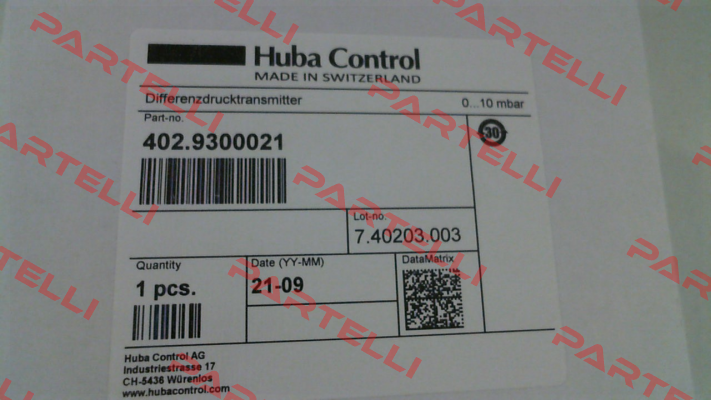 Huba Control
MADE IN SWITZERLAND
Differenzdrucktransmitter 0...10 mbar
Part-no.
402.9300021
30
Lot-no.
7.40203.003
Quantity
1 pcs.
Date (YY-MM)
21-09
DataMatrix
Huba Control AG
Industriestrasse 17
CH-5436 Würenlos
www.hubacontrol.com
PARTELLI
PARTELLI
PARTELLI
PARTELLI
PARTELLI
PARTELLI
PARTELLI
PARTELLI
PARTELLI